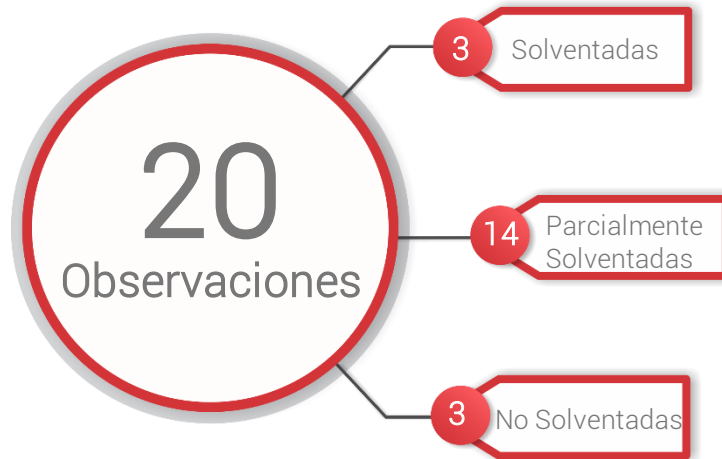 20
Observaciones
3
Solventadas
14
Parcialmente
Solventadas
3
No Solventadas